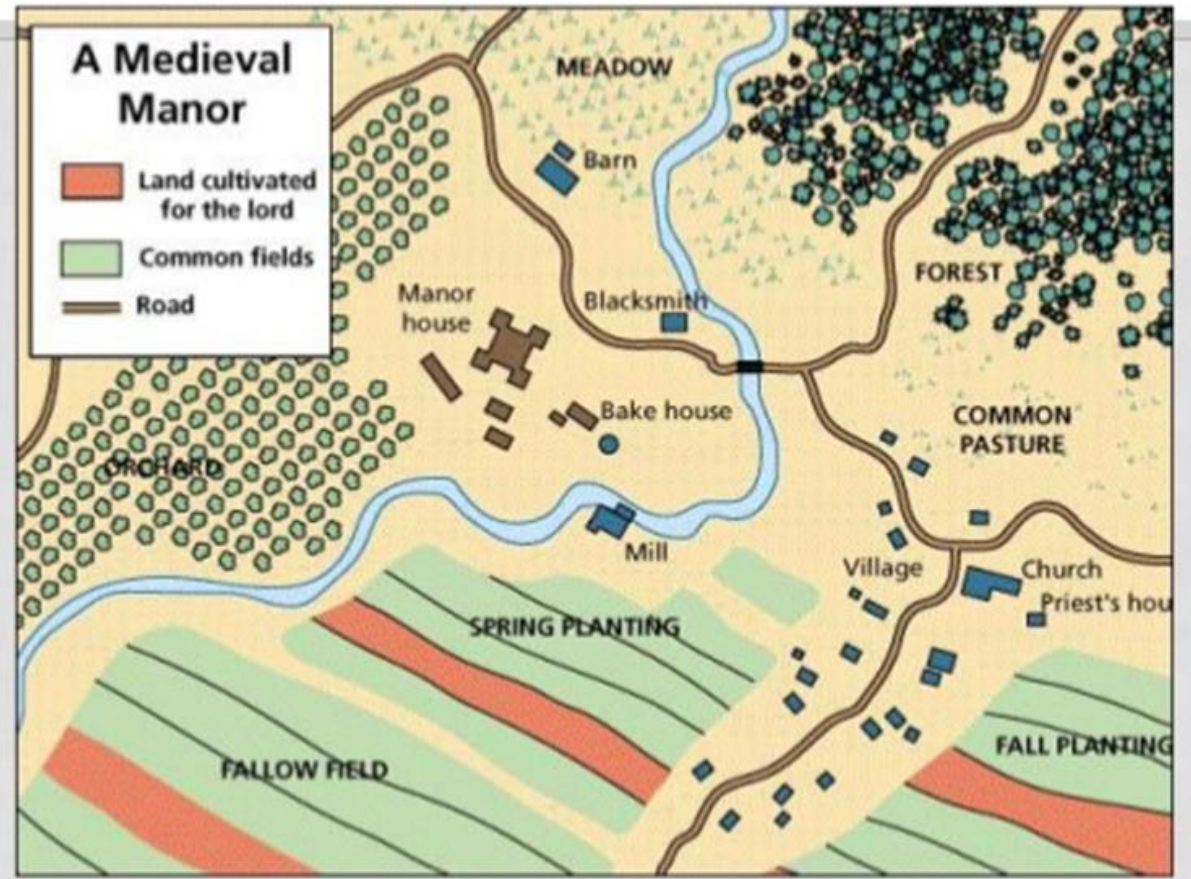 A Medieval
Manor
Land cultivated
for the lord
Common fields
Road
MEADOW
Barn
FOREST
Manor
house
Blacksmith
Bake house
COMMON
PASTURE
ORCHARD
Mill
Village
Church
Priest's hou
SPRING PLANTING
FALL PLANTING
FALLOW FIELD